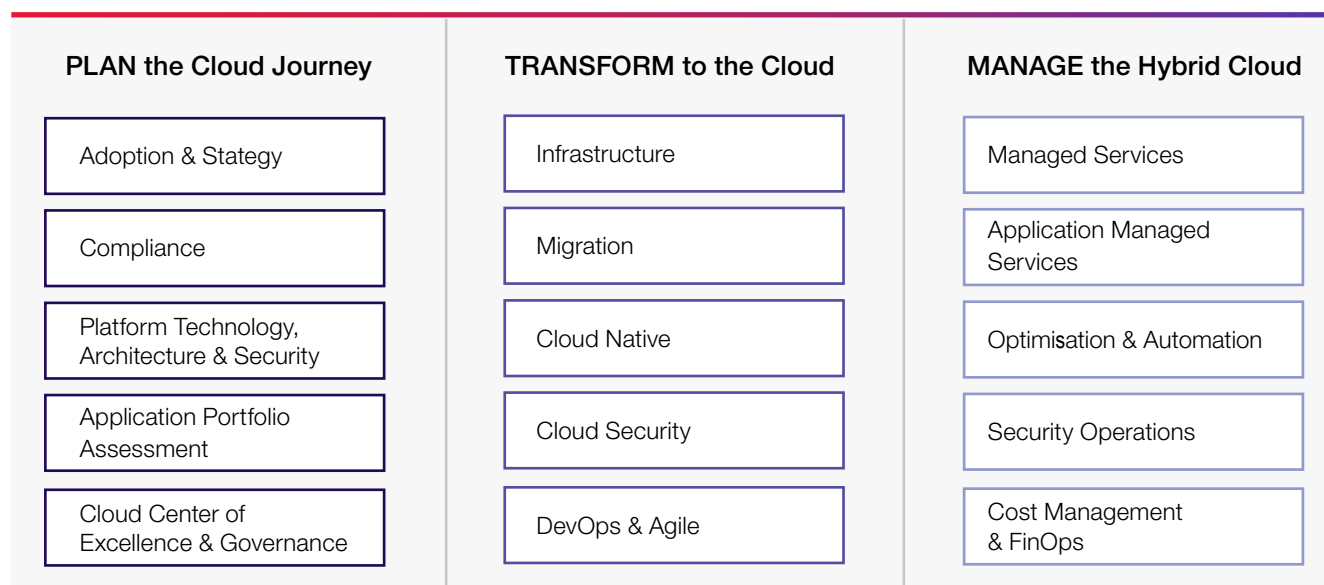 PLAN the Cloud Journey
Adoption & Stategy
Compliance
Platform Technology,
Architecture & Security
Application Portfolio
Assessment
Cloud Center of
Excellence & Governance
TRANSFORM to the Cloud
Infrastructure
Migration
Cloud Native
Cloud Security
DevOps & Agile
MANAGE the Hybrid Cloud
Managed Services
Application Managed
Services
Optimisation & Automation
Security Operations
Cost Management
& FinOps